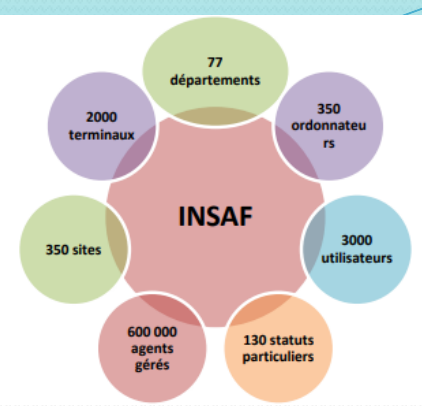 77
départements
350
ordonnateu
rs
3000
utilisateurs
130 statuts
particuliers
600 000
agents
gérés
350 sites
2000
terminaux
INSAF